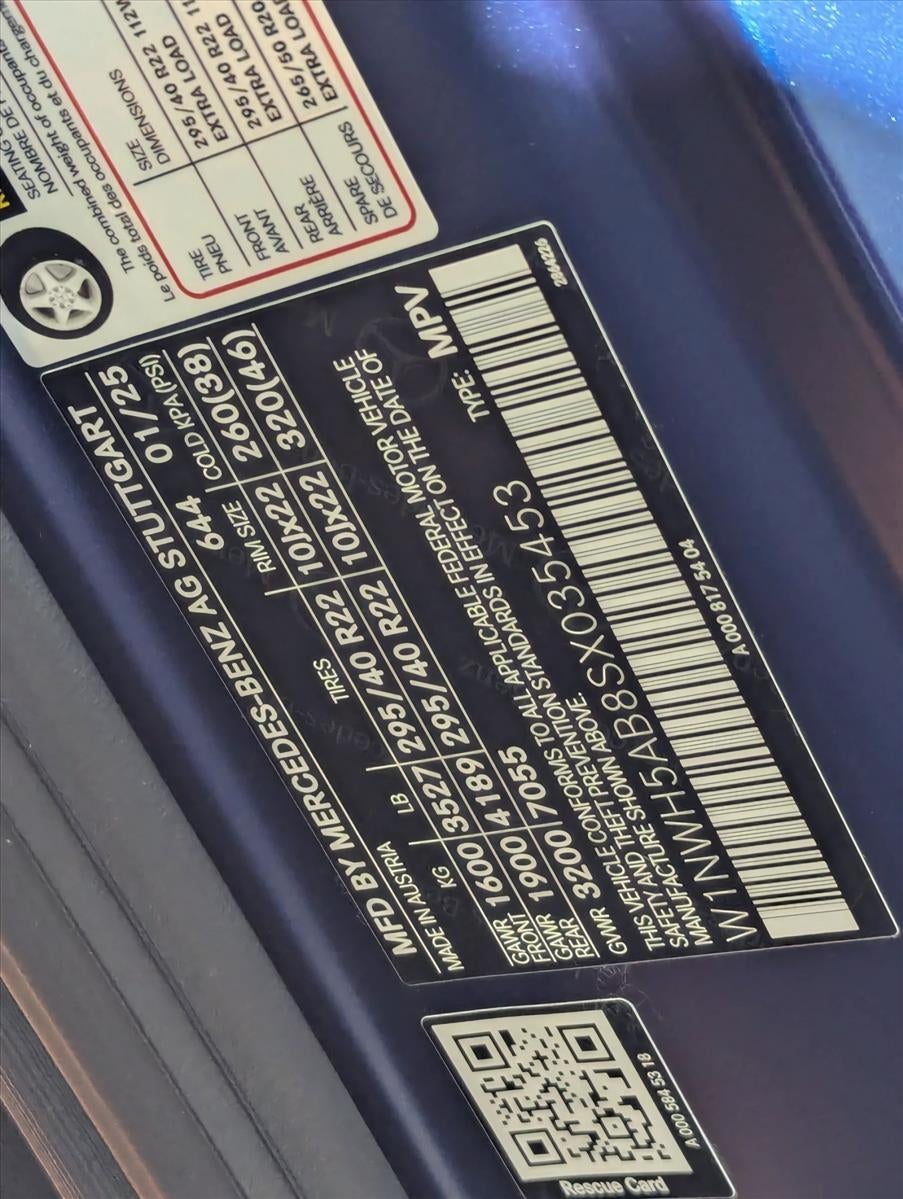 SEATING
NOMBRE DE
The combined weight of occupants
Le poids total des occupants et du
TIRE
PNEU
SIZE
DIMENSIONS
FRONT
AVANT
295/40 R22 112W
EXTRA LOAD
REAR
ARRIÈRE
295/40 R22
EXTRA LOAD
SPARE
DE SECOURS
265/50 R20
EXTRA LOAD
MFD BY MERCEDES-BENZ AG STUTTGART
MADE IN AUSTRIA 644 01/25
KG LB TIRES RIM SIZE COLD KPA(PSI)
GAWR FRONT 1600 3527 295/40 R22 10Jx22 260(38)
GAWR REAR 1900 4189 295/40 R22 10Jx22 320(46)
GVWR 3200 7055
THIS VEHICLE CONFORMS TO ALL APPLICABLE FEDERAL MOTOR VEHICLE
SAFETY AND THEFT PREVENTION STANDARDS IN EFFECT ON THE DATE OF
MANUFACTURE SHOWN ABOVE.
W1NWH5AB8SX035453 TYPE: MPV
A 000 817 54 04
2901226
A 000 584 53 18
Rescue Card